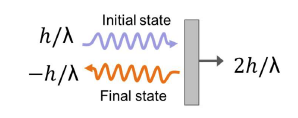 Initial state
h/λ
-h/λ
2h/λ
Final state